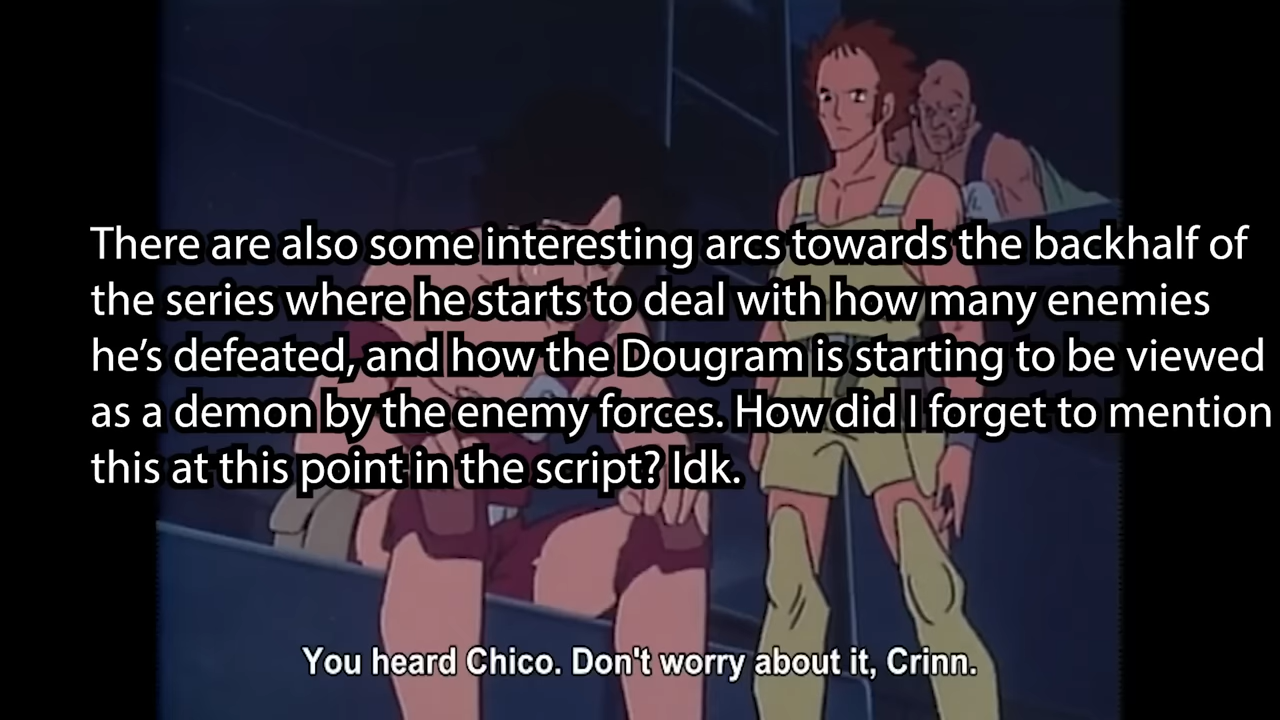 There are also some interesting arcs towards the backhalf of
the series where he starts to deal with how many enemies
he's defeated, and how the Dougram is starting to be viewed
as a demon by the enemy forces. How did I forget to mention
this at this point in the script? Idk.
You heard Chico. Don't worry about it, Crinn.